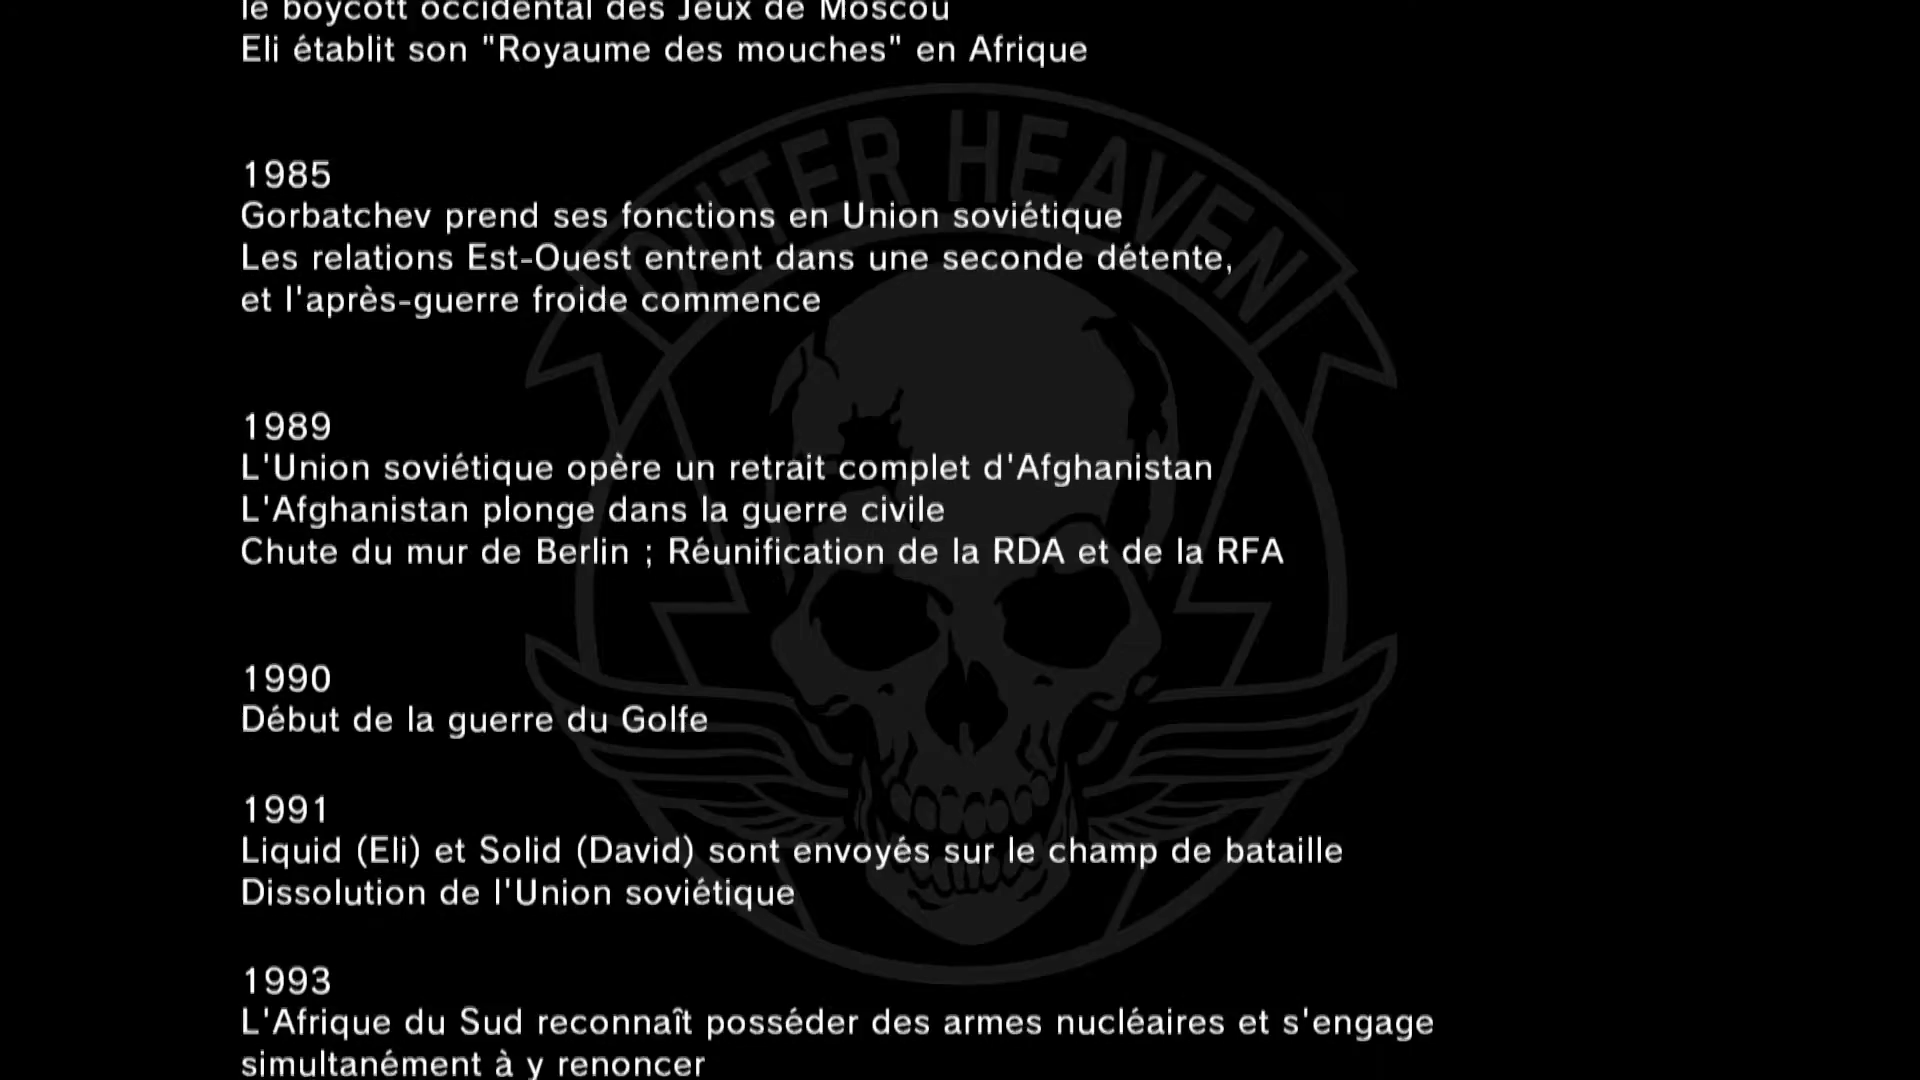 le boycott occidental des Jeux de Moscou
Eli établit son "Royaume des mouches" en Afrique
OUTER HEAVEN
1985
Gorbatchev prend ses fonctions en Union soviétique
Les relations Est-Ouest entrent dans une seconde détente,
et l'après-guerre froide commence
1989
L'Union soviétique opère un retrait complet d'Afghanistan
L'Afghanistan plonge dans la guerre civile
Chute du mur de Berlin ; Réunification de la RDA et de la RFA
1990
Début de la guerre du Golfe
1991
Liquid (Eli) et Solid (David) sont envoyés sur le champ de bataille
Dissolution de l'Union soviétique
1993
L'Afrique du Sud reconnaît posséder des armes nucléaires et s'engage
simultanément à y renoncer